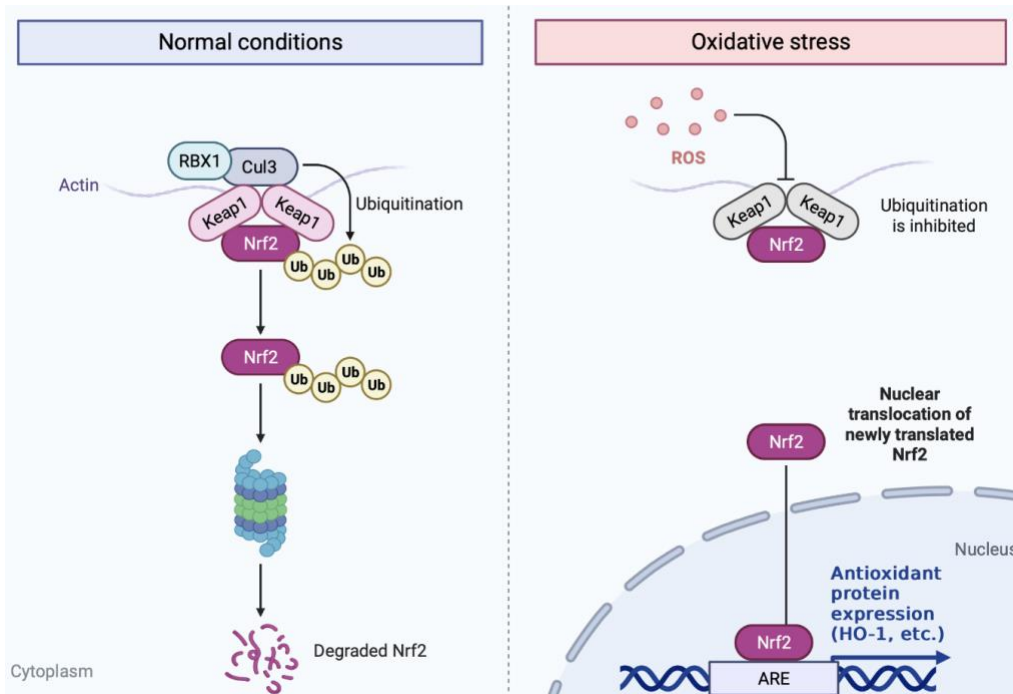 Normal conditions
RBX1
Cul3
Actin
Keap1
Keap1
Ubiquitination
Nrf2
Ub
Ub
Ub
Ub
Nrf2
Ub
Ub
Ub
Ub
Degraded Nrf2
Cytoplasm
Oxidative stress
ROS
Keap1
Keap1
Ubiquitination
is inhibited
Nrf2
Nuclear
translocation of
newly translated
Nrf2
Nrf2
Nucleus
Antioxidant
protein
expression
(HO-1, etc.)
Nrf2
ARE